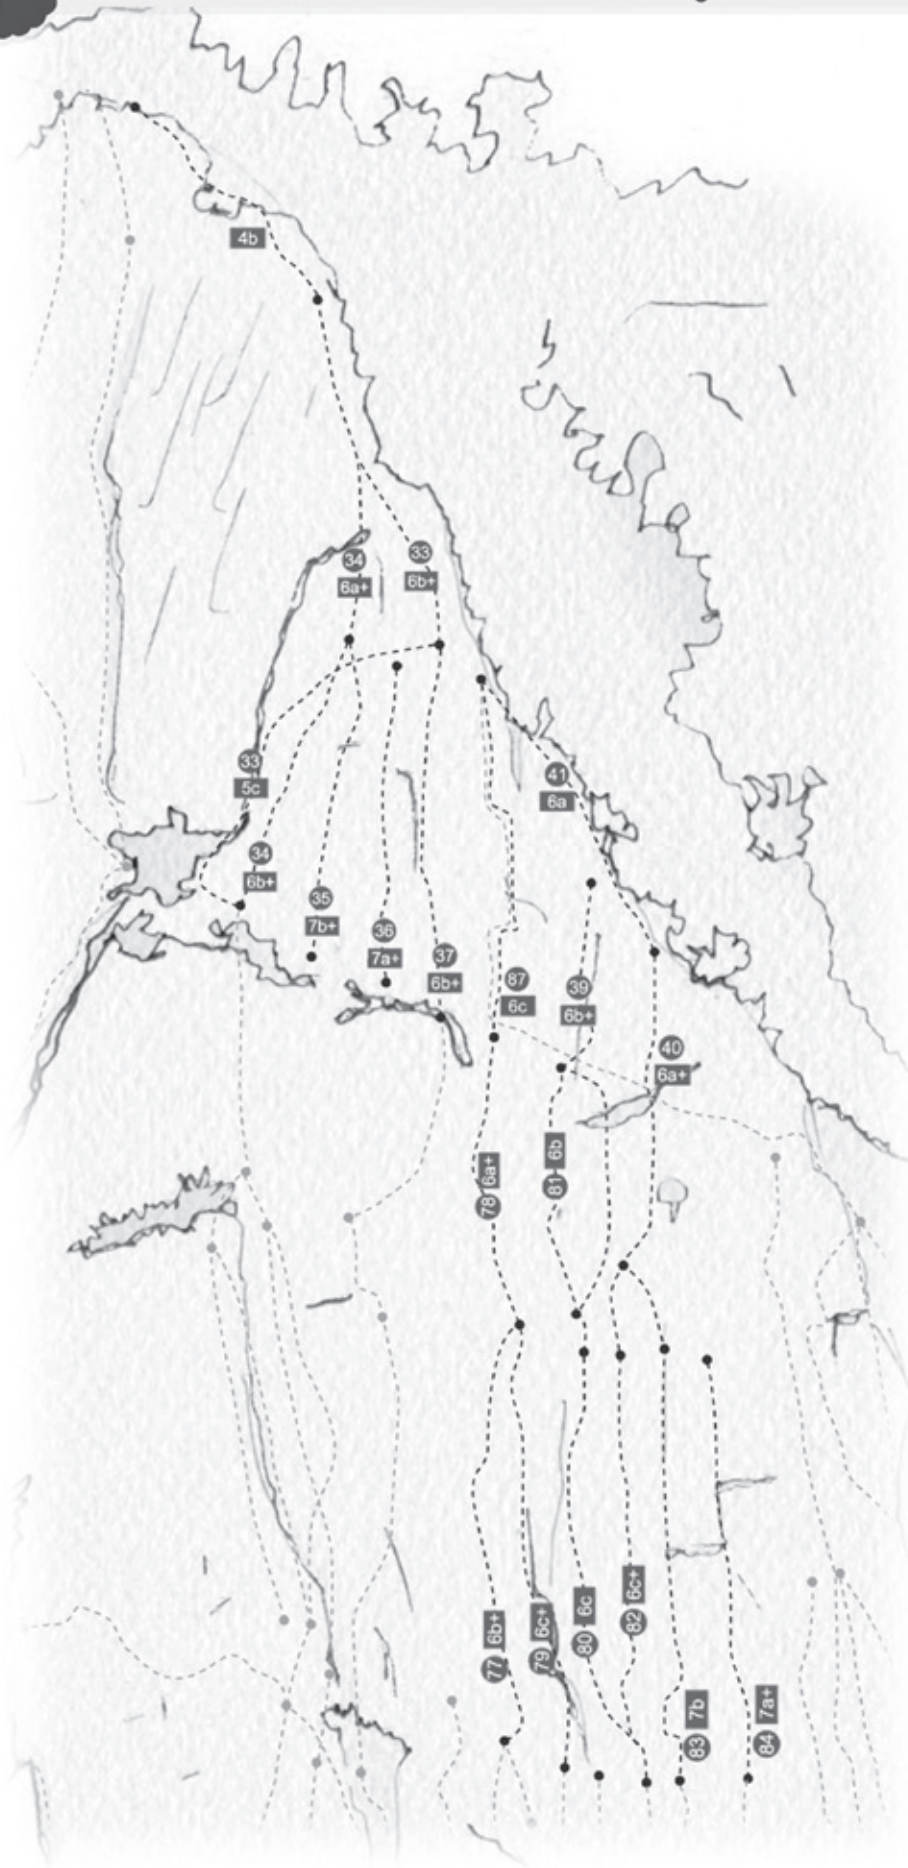 4b
34
6a+
33
6b+
33
5c
41
6a
34
6b+
35
7b+
36
7a+
37
6b+
87
6c
39
6b+
40
6a+
78 6a+
81 6b
77 6b+
79 6c+
80 6c
82 6c+
83 7b
84 7a+